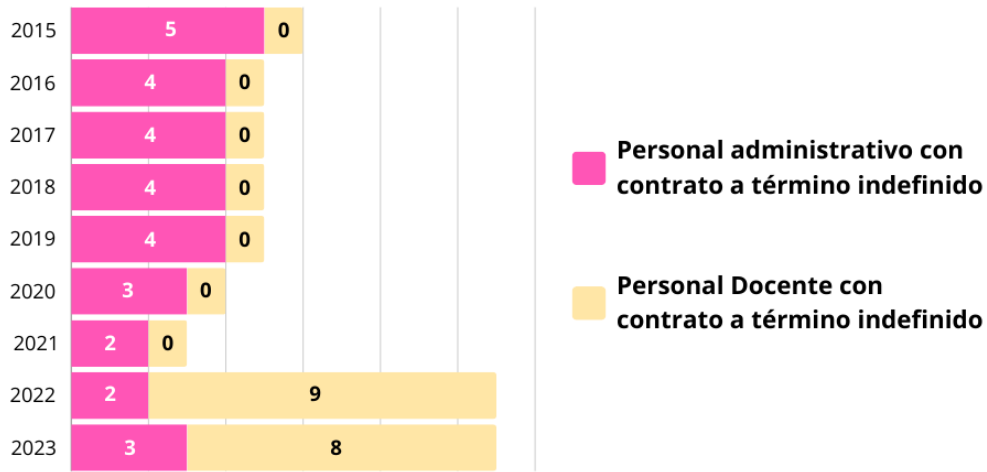 2015 5 0
2016 4 0
2017 4 0
2018 4 0
2019 4 0
2020 3 0
2021 2 0
2022 2 9
2023 3 8
Personal administrativo con
contrato a término indefinido
Personal Docente con
contrato a término indefinido